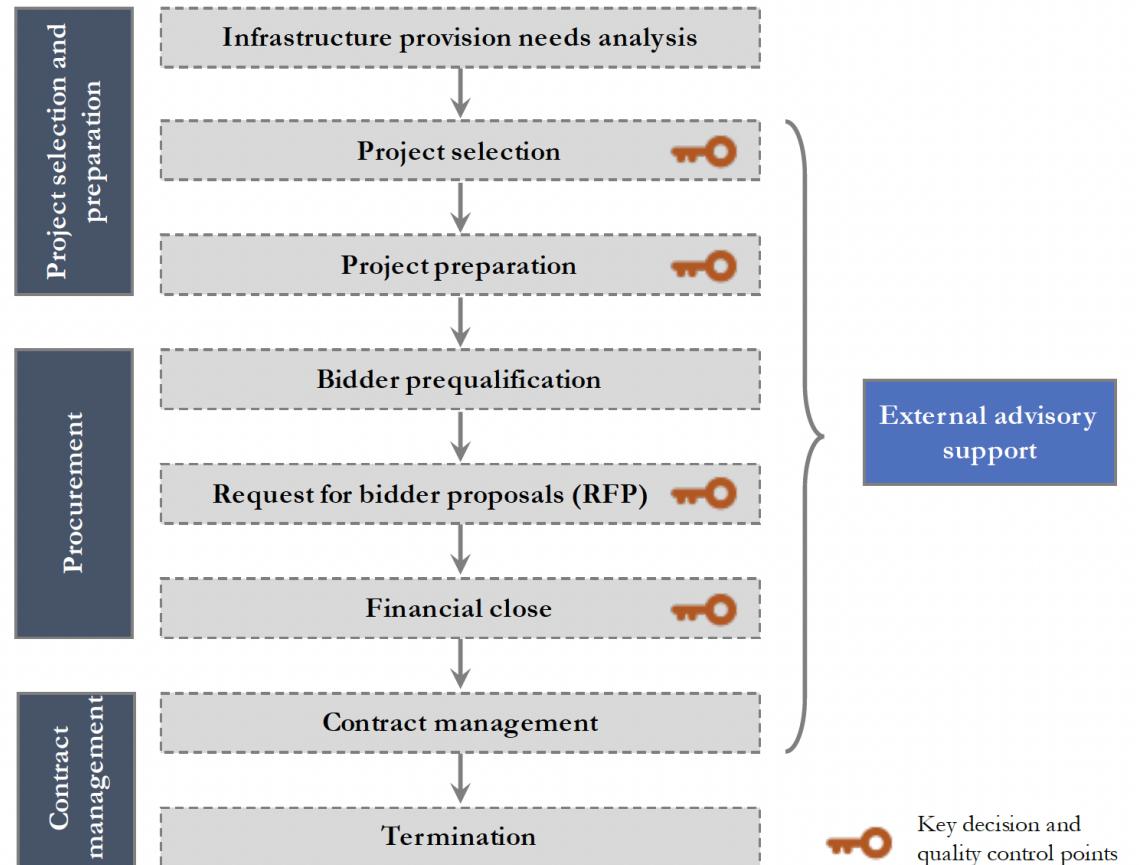 Project selection and
preparation
Infrastructure provision needs analysis
Project selection
Project preparation
Procurement
Bidder prequalification
Request for bidder proposals (RFP)
Financial close
Contract
management
Contract management
Termination
External advisory
support
Key decision and
quality control points